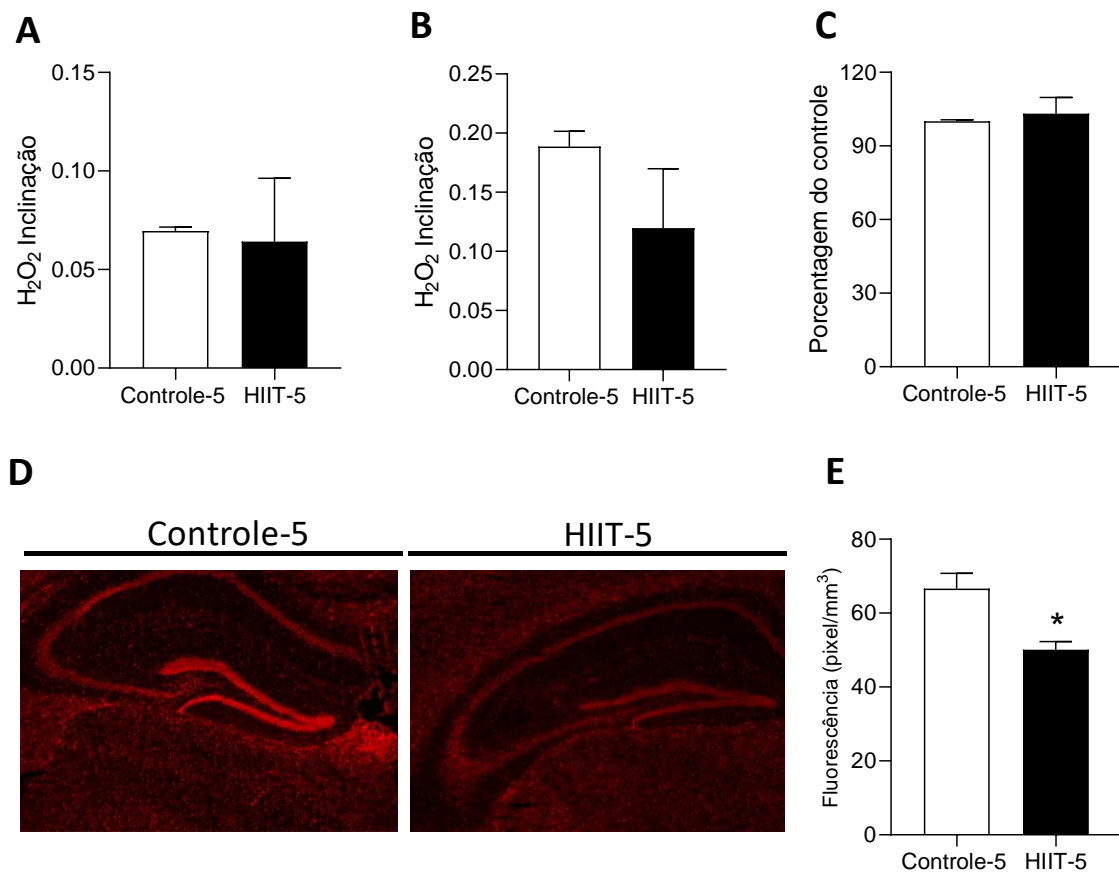 A
H₂O₂ Inclinação
0.15
0.10
0.05
0.00
Controle-5 HIIT-5
B
H₂O₂ Inclinação
0.25
0.20
0.15
0.10
0.05
0.00
Controle-5 HIIT-5
C
Porcentagem do controle
120
90
60
30
0
Controle-5 HIIT-5
D
Controle-5 HIIT-5
E
Fluorescência (pixel/mm³)
80
60
40
20
0
*
Controle-5 HIIT-5